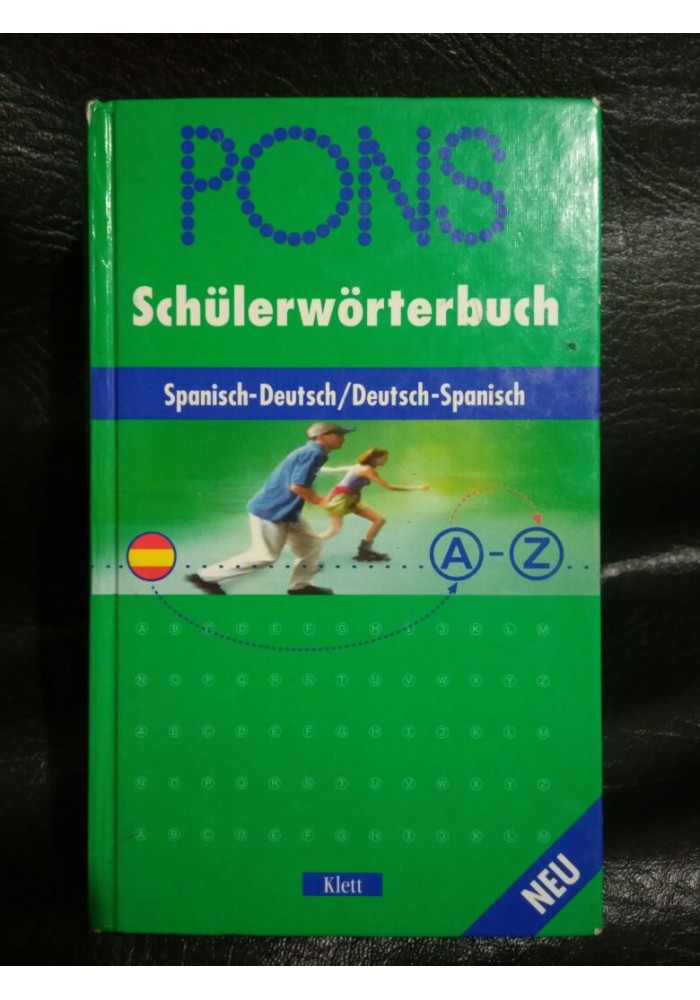 PONS
Schülerwörterbuch
Spanisch-Deutsch/Deutsch-Spanisch
A-Z
A B C D E F G H I J K L M
N O P Q R S T U V W X Y Z
A B C D E F G H I J K L M
N O P Q R S T U V W X Y Z
A B C D E F G H I J K L M
Klett
NEU